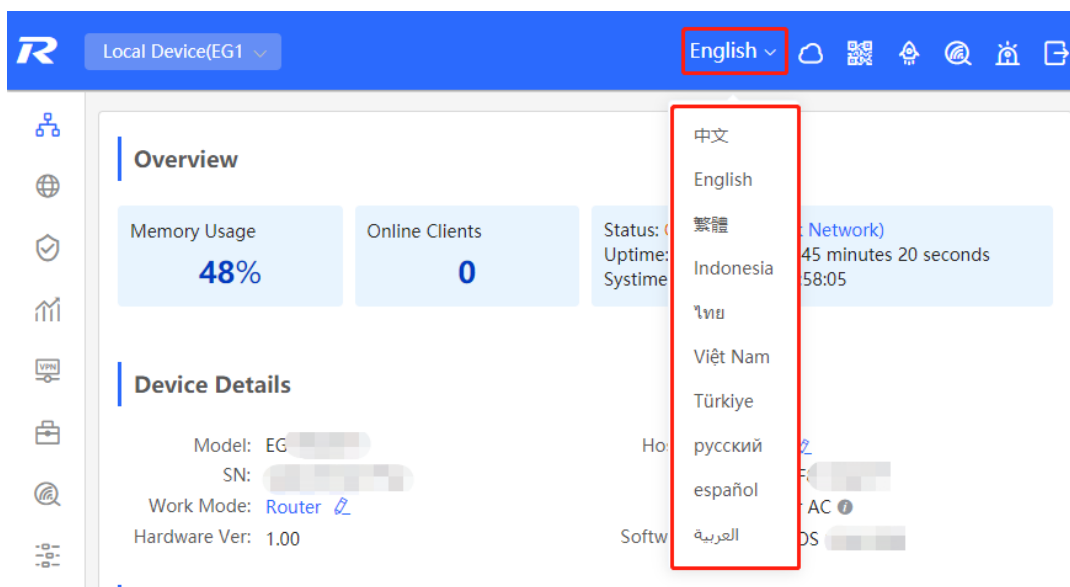 Local Device(EG1
English
Overview
Memory Usage
48%
Online Clients
0
Status:
Network)
Uptime:
45 minutes 20 seconds
Systime
:58:05
中文
English
繁體
Indonesia
ไทย
Việt Nam
Türkiye
русский
español
العربية
Device Details
Model: EG
SN:
Work Mode: Router
AC
Hardware Ver: 1.00
VPN